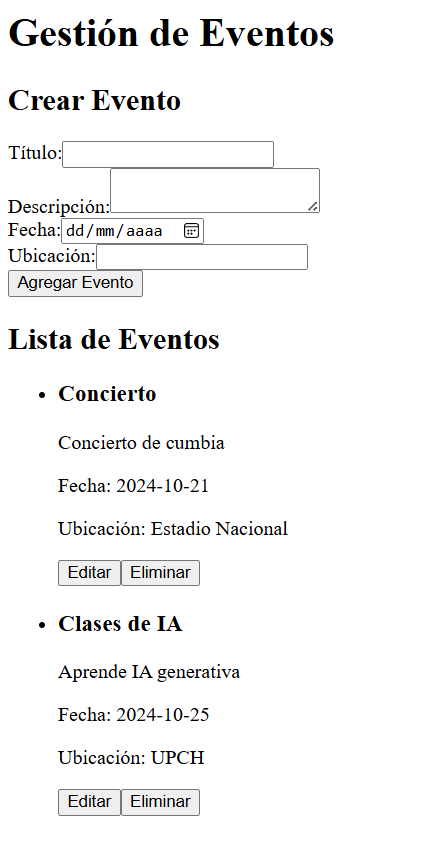 Gestión de Eventos
Crear Evento
Título:
Descripción:
Fecha: dd/mm/aaaa
Ubicación:
Agregar Evento
Lista de Eventos
Concierto
Concierto de cumbia
Fecha: 2024-10-21
Ubicación: Estadio Nacional
Editar Eliminar
Clases de IA
Aprende IA generativa
Fecha: 2024-10-25
Ubicación: UPCH
Editar Eliminar